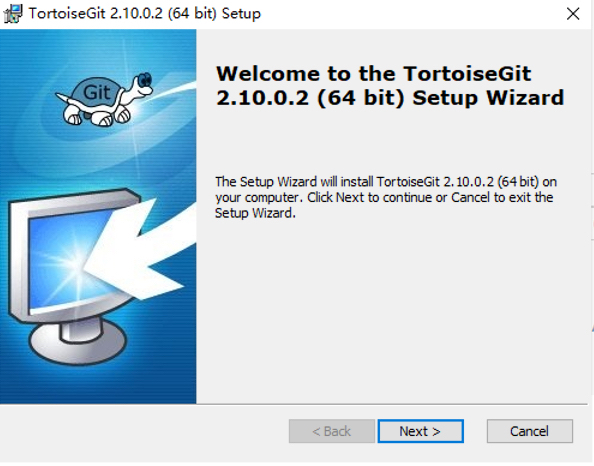 TortoiseGit 2.10.0.2 (64 bit) Setup
Git
Welcome to the TortoiseGit
2.10.0.2 (64 bit) Setup Wizard
The Setup Wizard will install TortoiseGit 2.10.0.2 (64 bit) on
your computer. Click Next to continue or Cancel to exit the
Setup Wizard.
< Back
Next >
Cancel